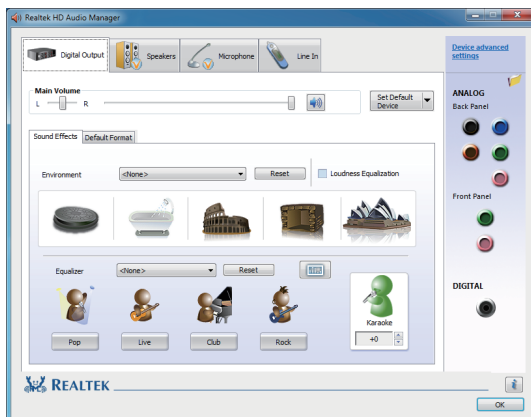 Realtek HD Audio Manager
Digital Output
Speakers
Microphone
Line In
Device advanced
settings
Main Volume
L
R
Set Default
Device
ANALOG
Back Panel
Sound Effects
Default Format
Environment
<None>
Reset
Loudness Equalization
Front Panel
Equalizer
<None>
Reset
Karaoke
Pop
Live
Club
Rock
+0
DIGITAL
REALTEK
i
OK